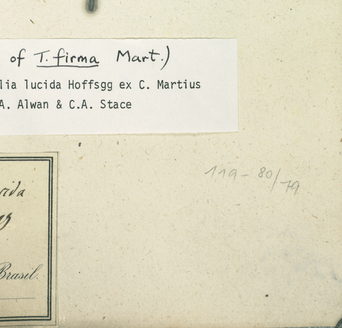 of T. firma Mart.)
lia lucida Hoffsgg ex C. Martius
A. Alwan & C.A. Stace
119-80/79
Brasil.